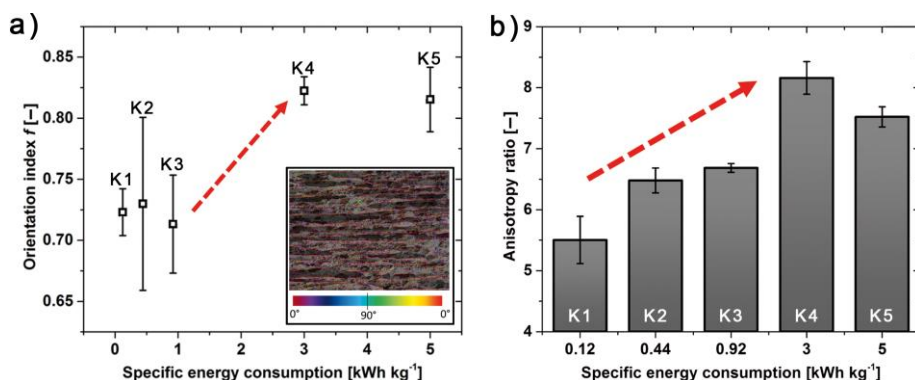 a)
Orientation index f [–]
0.85
0.80
0.75
0.70
0.65
K1
K2
K3
K4
K5
0° 90° 0°
0 1 2 3 4 5
Specific energy consumption [kWh kg⁻¹]
b)
Anisotropy ratio [–]
9
8
7
6
5
4
K1 K2 K3 K4 K5
0.12 0.44 0.92 3 5
Specific energy consumption [kWh kg⁻¹]